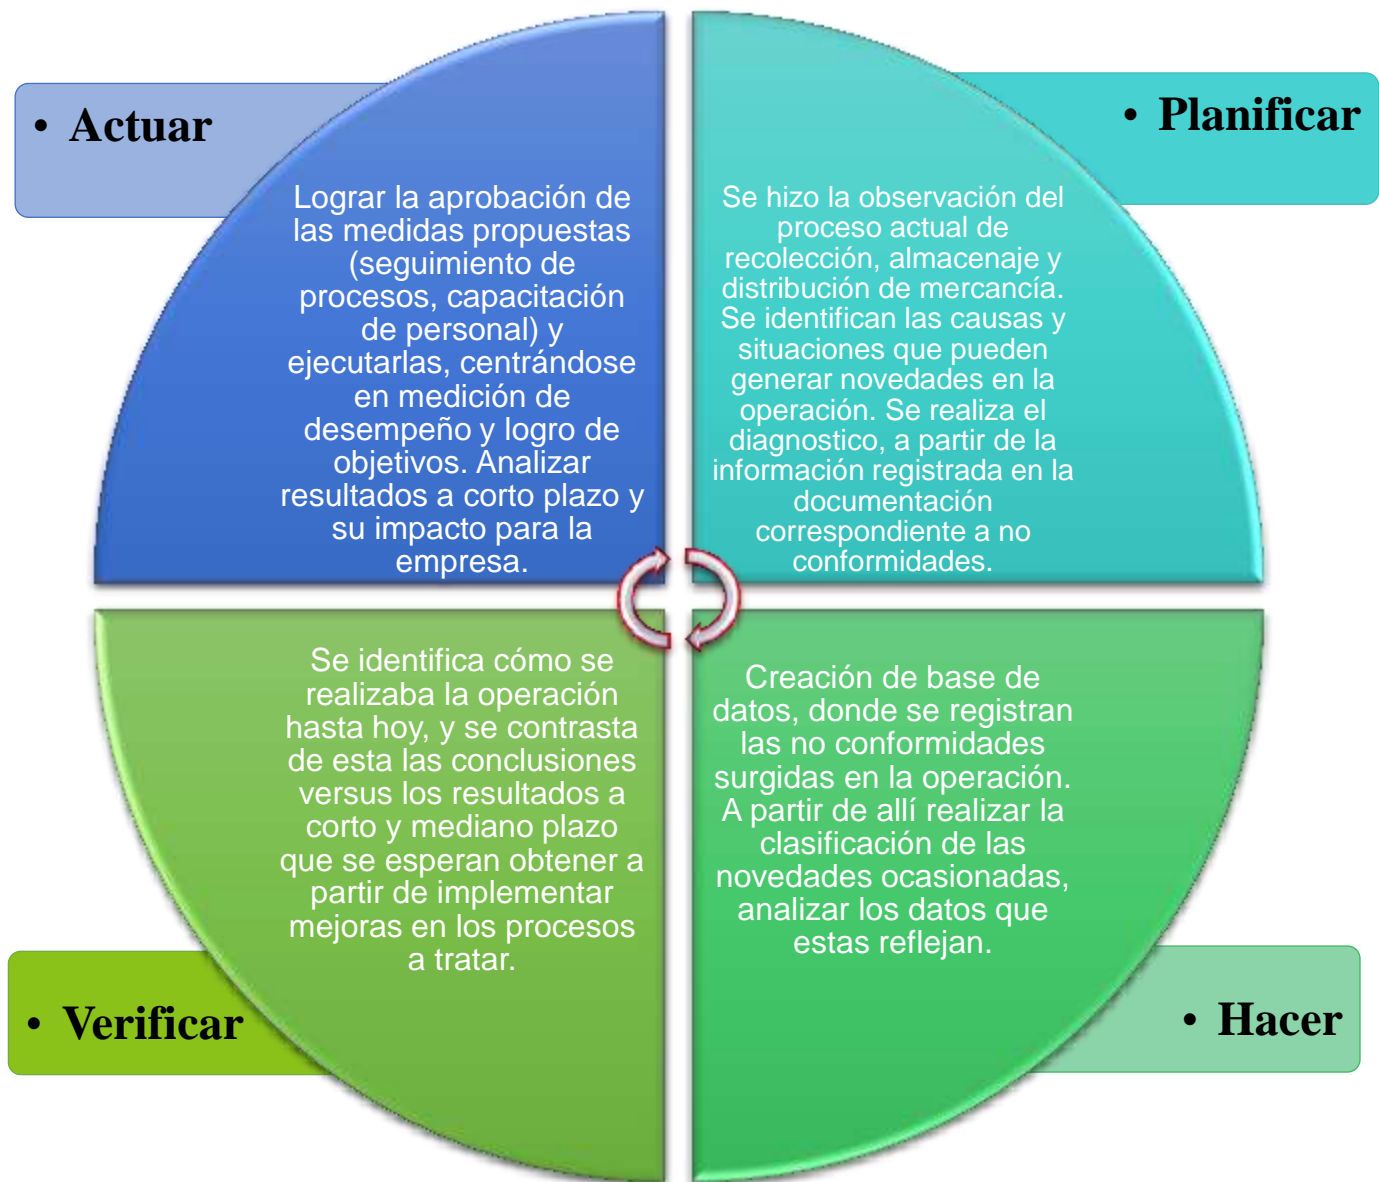 • Actuar
Lograr la aprobación de
las medidas propuestas
(seguimiento de
procesos, capacitación
de personal) y
ejecutarlas, centrándose
en medición de
desempeño y logro de
objetivos. Analizar
resultados a corto plazo y
su impacto para la
empresa.
• Planificar
Se hizo la observación del
proceso actual de
recolección, almacenaje y
distribución de mercancía.
Se identifican las causas y
situaciones que pueden
generar novedades en la
operación. Se realiza el
diagnostico, a partir de la
información registrada en la
documentación
correspondiente a no
conformidades.
Se identifica cómo se
realizaba la operación
hasta hoy, y se contrasta
de esta las conclusiones
versus los resultados a
corto y mediano plazo
que se esperan obtener a
partir de implementar
mejoras en los procesos
a tratar.
• Verificar
Creación de base de
datos, donde se registran
las no conformidades
surgidas en la operación.
A partir de allí realizar la
clasificación de las
novedades ocasionadas,
analizar los datos que
estas reflejan.
• Hacer